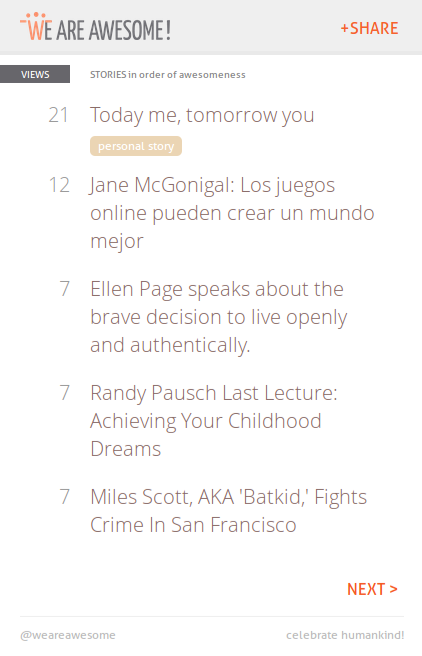 WE ARE AWESOME!
+SHARE
VIEWS
STORIES in order of awesomeness
21
Today me, tomorrow you
personal story
12
Jane McGonigal: Los juegos
online pueden crear un mundo
mejor
7
Ellen Page speaks about the
brave decision to live openly
and authentically.
7
Randy Pausch Last Lecture:
Achieving Your Childhood
Dreams
7
Miles Scott, AKA 'Batkid,' Fights
Crime In San Francisco
NEXT >
@weareawesome
celebrate humankind!